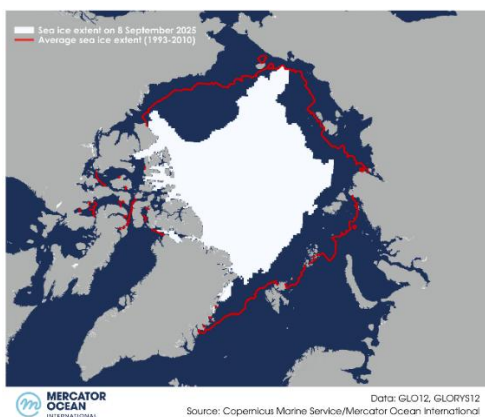 Sea ice extent on 8 September 2025
Average sea ice extent (1993-2010)
MERCATOR
OCEAN
INTERNATIONAL
Data: GLO12, GLORYS12
Source: Copernicus Marine Service/Mercator Ocean International